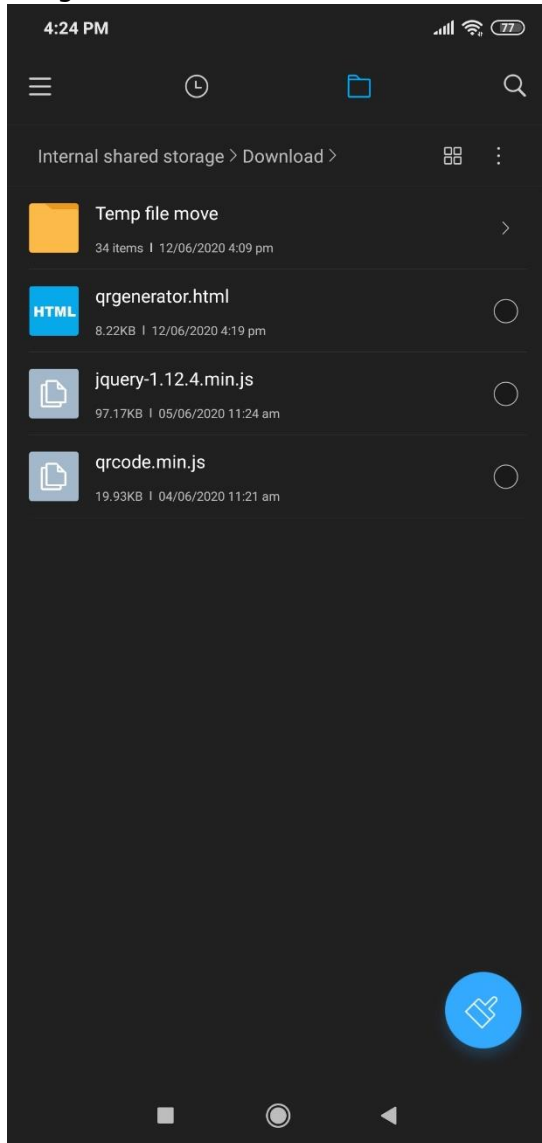 4:24 PM
77
Internal shared storage > Download >
Temp file move
34 items | 12/06/2020 4:09 pm
HTML
qrgenerator.html
8.22KB | 12/06/2020 4:19 pm
jquery-1.12.4.min.js
97.17KB | 05/06/2020 11:24 am
qrcode.min.js
19.93KB | 04/06/2020 11:21 am